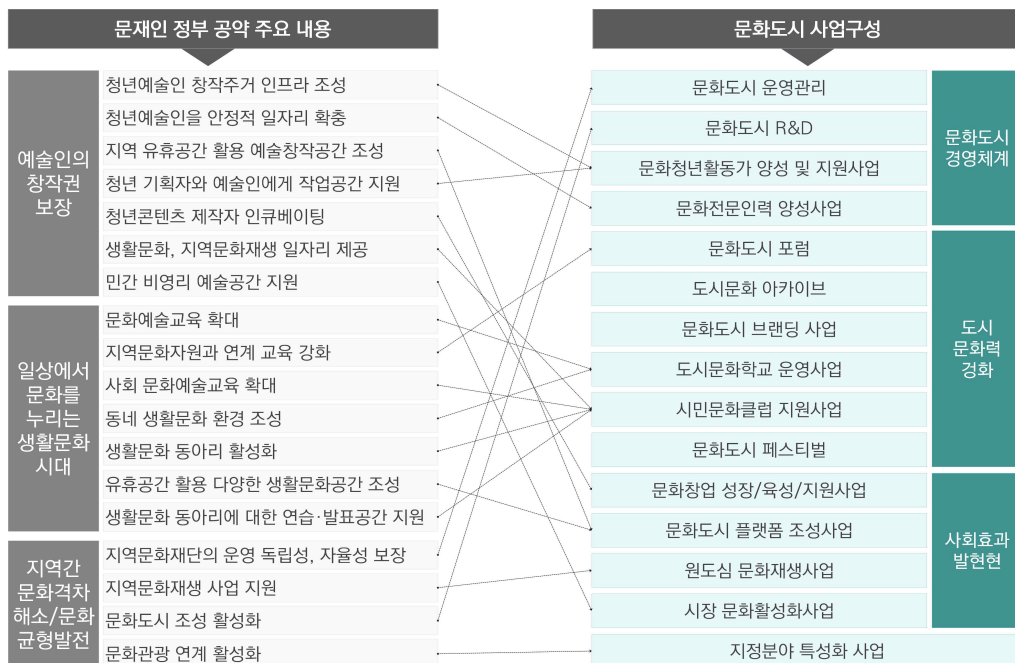 문재인 정부 공약 주요 내용
예술인의
창작권
보장
청년예술인 창작주거 인프라 조성
청년예술인을 안정적 일자리 확충
지역 유휴공간 활용 예술창작공간 조성
청년 기획자와 예술인에게 작업공간 지원
청년콘텐츠 제작자 인큐베이팅
생활문화, 지역문화재생 일자리 제공
민간 비영리 예술공간 지원
일상에서
문화를
누리는
생활문화
시대
문화예술교육 확대
지역문화자원과 연계 교육 강화
사회 문화예술교육 확대
동네 생활문화 환경 조성
생활문화 동아리 활성화
유휴공간 활용 다양한 생활문화공간 조성
생활문화 동아리에 대한 연습·발표공간 지원
지역간
문화격차
해소/문화
균형발전
지역문화재단의 운영 독립성, 자율성 보장
지역문화재생 사업 지원
문화도시 조성 활성화
문화관광 연계 활성화
문화도시 사업구성
문화도시 운영관리
문화도시 R&D
문화청년활동가 양성 및 지원사업
문화전문인력 양성사업
문화도시
경영체계
문화도시 포럼
도시문화 아카이브
문화도시 브랜딩 사업
도시문화학교 운영사업
시민문화클럽 지원사업
문화도시 페스티벌
도시
문화력
겅화
문화창업 성장/육성/지원사업
문화도시 플랫폼 조성사업
원도심 문화재생사업
시장 문화활성화사업
사회효과
발현현
지정분야 특성화 사업